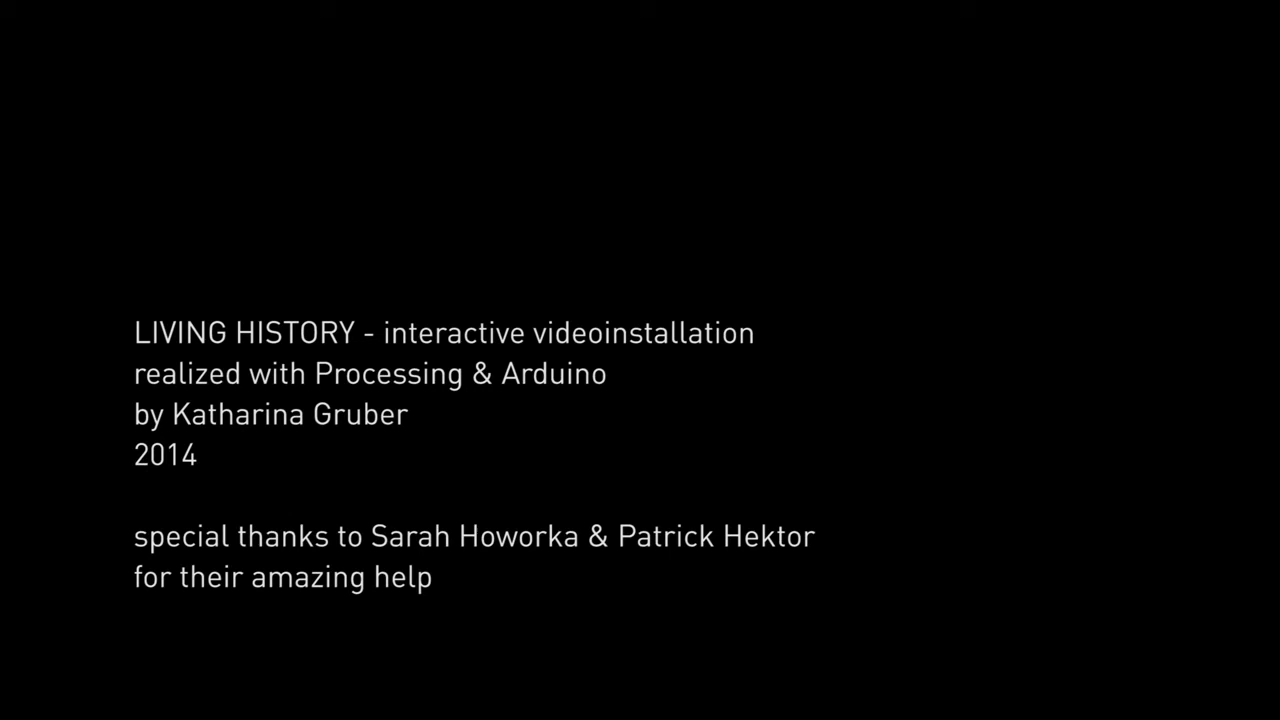 LIVING HISTORY - interactive videoinstallation
realized with Processing & Arduino
by Katharina Gruber
2014
special thanks to Sarah Howorka & Patrick Hektor
for their amazing help